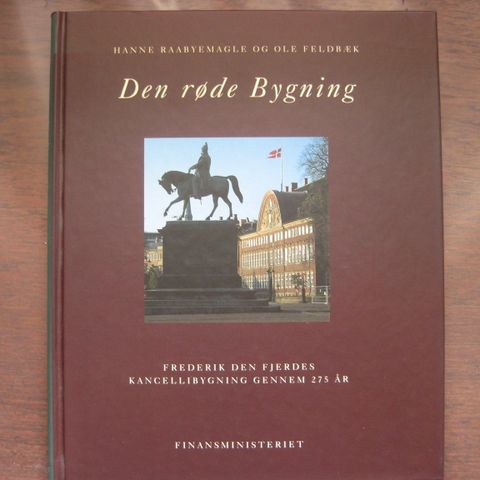 HANNE RAABYEMAGLE OG OLE FELDBÆK
Den røde Bygning
FREDERIK DEN FJERDES
KANCELLIBYGNING GENNEM 275 ÅR
FINANSMINISTERIET